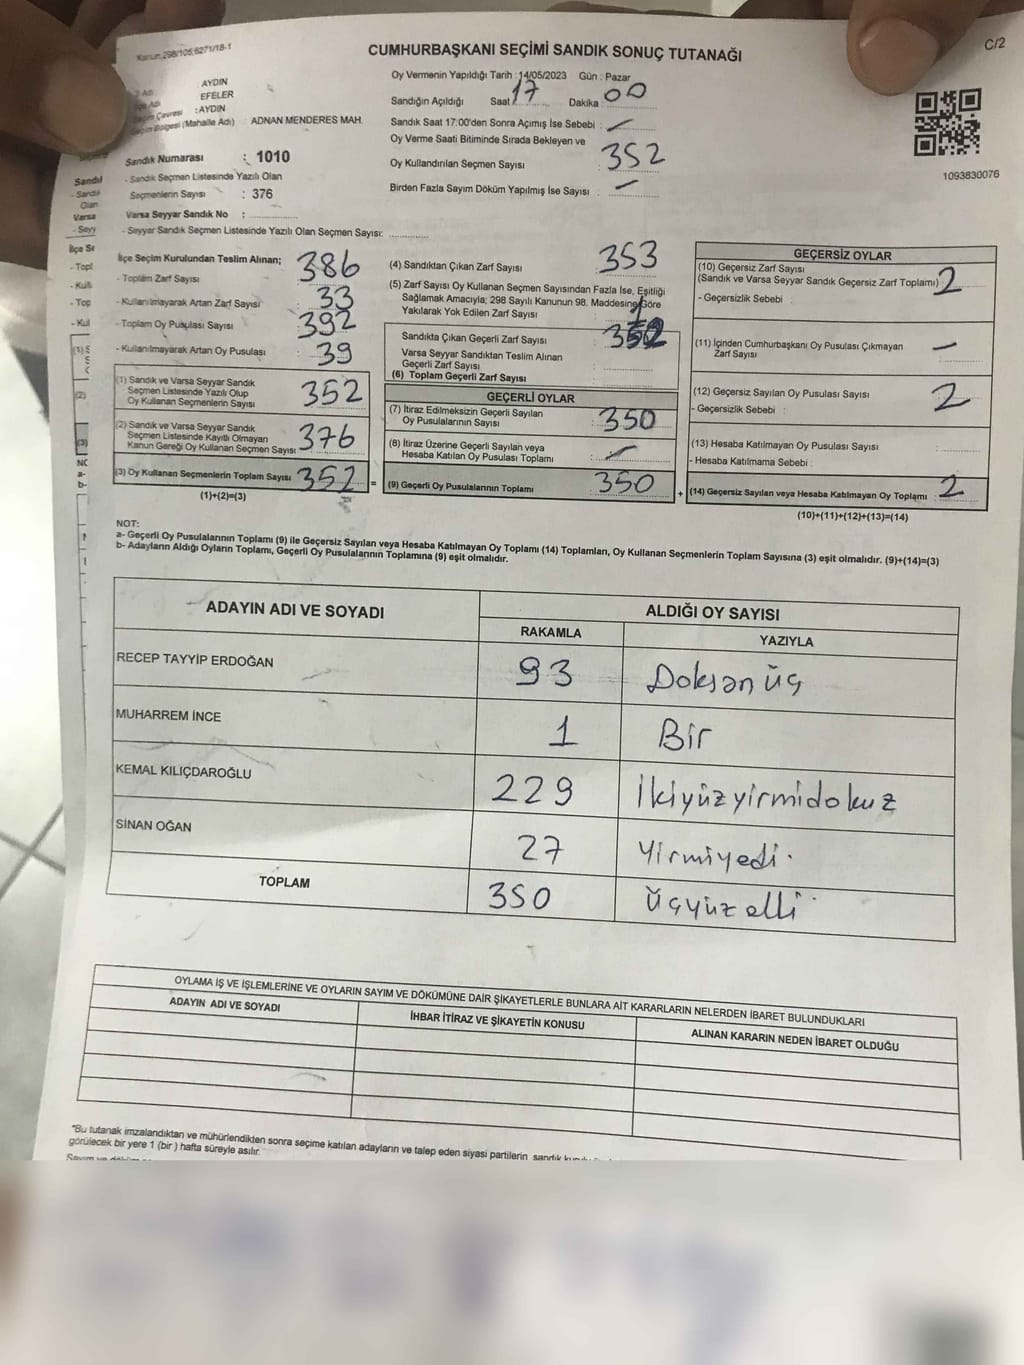 Kanun 298/105;6271/18-1
CUMHURBAŞKANI SEÇİMİ SANDIK SONUÇ TUTANAĞI
C/2
Oy Vermenin Yapıldığı Tarih : 14/05/2023 Gün : Pazar
AYDIN
EFELER
Seçim Çevresi : AYDIN
Seçim Bölgesi (Mahalle Adı) ADNAN MENDERES MAH.
Sandığın Açıldığı Saat 17 Dakika 00
Sandık Saat 17:00'den Sonra Açımış İse Sebebi : —
Oy Verme Saati Bitiminde Sırada Bekleyen ve
Oy Kullandırılan Seçmen Sayısı : 352
Birden Fazla Sayım Döküm Yapılmış İse Sayısı : —
1093830076
Sandık Numarası : 1010
- Sandık Seçmen Listesinde Yazılı Olan
Seçmenlerin Sayısı : 376
Varsa Seyyar Sandık No :
- Seyyar Sandık Seçmen Listesinde Yazılı Olan Seçmen Sayısı:
İlçe Seçim Kurulundan Teslim Alınan;
- Toplam Zarf Sayısı 386
- Kullanılmayarak Artan Zarf Sayısı 33
- Toplam Oy Pusulası Sayısı 392
- Kullanılmayarak Artan Oy Pusulası 39
(1) Sandık ve Varsa Seyyar Sandık
Seçmen Listesinde Yazılı Olup
Oy Kullanan Seçmenlerin Sayısı 352
(2) Sandık ve Varsa Seyyar Sandık
Seçmen Listesinde Kayıtlı Olmayan
Kanun Gereği Oy Kullanan Seçmen Sayısı 376
(3) Oy Kullanan Seçmenlerin Toplam Sayısı 352
(1)+(2)=(3)
(4) Sandıktan Çıkan Zarf Sayısı 353
(5) Zarf Sayısı Oy Kullanan Seçmen Sayısından Fazla İse, Eşitliği
Sağlamak Amacıyla; 298 Sayılı Kanunun 98. Maddesine Göre
Yakılarak Yok Edilen Zarf Sayısı : 1
Sandıkta Çıkan Geçerli Zarf Sayısı :
Varsa Seyyar Sandıktan Teslim Alınan
Geçerli Zarf Sayısı
(6) Toplam Geçerli Zarf Sayısı
GEÇERLİ OYLAR
(7) İtiraz Edilmeksizin Geçerli Sayılan
Oy Pusulalarının Sayısı : 350
(8) İtiraz Üzerine Geçerli Sayılan veya
Hesaba Katılan Oy Pusulası Toplamı : —
= (9) Geçerli Oy Pusulalarının Toplamı 350
GEÇERSİZ OYLAR
(10) Geçersiz Zarf Sayısı
(Sandık ve Varsa Seyyar Sandık Geçersiz Zarf Toplamı) 2
- Geçersizlik Sebebi :
(11) İçinden Cumhurbaşkanı Oy Pusulası Çıkmayan
Zarf Sayısı —
(12) Geçersiz Sayılan Oy Pusulası Sayısı : 2
- Geçersizlik Sebebi :
(13) Hesaba Katılmayan Oy Pusulası Sayısı
- Hesaba Katılmama Sebebi :
+ (14) Geçersiz Sayılan veya Hesaba Katılmayan Oy Toplamı : 2
(10)+(11)+(12)+(13)=(14)
NOT:
a- Geçerli Oy Pusulalarının Toplamı (9) ile Geçersiz Sayılan veya Hesaba Katılmayan Oy Toplamı (14) Toplamları, Oy Kullanan Seçmenlerin Toplam Sayısına (3) eşit olmalıdır. (9)+(14)=(3)
b- Adayların Aldığı Oyların Toplamı, Geçerli Oy Pusulalarının Toplamına (9) eşit olmalıdır.
ADAYIN ADI VE SOYADI ALDIĞI OY SAYISI
RAKAMLA YAZIYLA
RECEP TAYYİP ERDOĞAN 93 Doksan üç
MUHARREM İNCE 1 Bir
KEMAL KILIÇDAROĞLU 229 İkiyüzyirmidokuz
SİNAN OĞAN 27 Yirmiyedi.
TOPLAM 350 Üçyüz elli.
OYLAMA İŞ VE İŞLEMLERİNE VE OYLARIN SAYIM VE DÖKÜMÜNE DAİR ŞİKAYETLERLE BUNLARA AİT KARARLARIN NELERDEN İBARET BULUNDUKLARI
ADAYIN ADI VE SOYADI İHBAR İTİRAZ VE ŞİKAYETİN KONUSU ALINAN KARARIN NEDEN İBARET OLDUĞU
"Bu tutanak imzalandıktan ve mühürlendikten sonra seçime katılan adayların ve talep eden siyasi partilerin sandık
görülecek bir yere 1 (bir) hafta süreyle asılır.